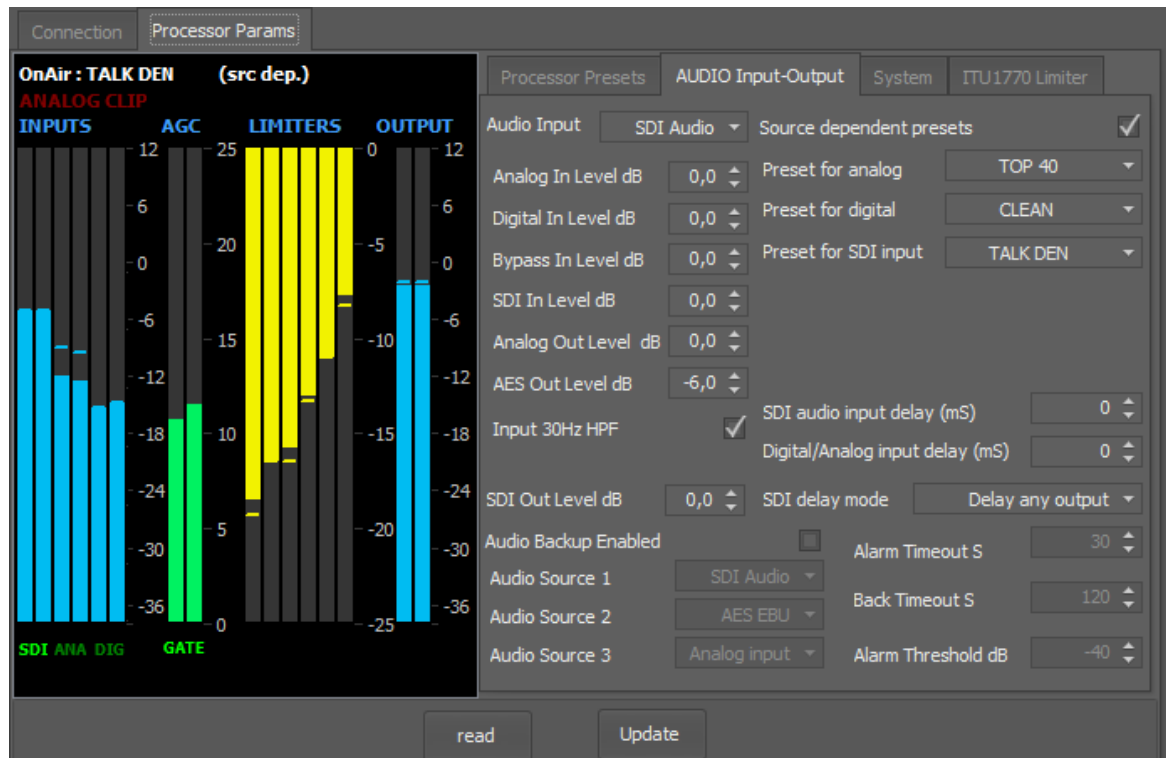 Connection Processor Params
OnAir : TALK DEN (src dep.)
ANALOG CLIP
INPUTS AGC LIMITERS OUTPUT
12 25 0 12
6 6
20 -5
0 0
-6 -6
15 -10
-12 -12
-18 10 -15 -18
-24 -24
5 -20
-30 -30
-36 -36
0 -25
SDI ANA DIG GATE
Processor Presets AUDIO Input-Output System ITU1770 Limiter
Audio Input SDI Audio Source dependent presets
Analog In Level dB 0,0 Preset for analog TOP 40
Digital In Level dB 0,0 Preset for digital CLEAN
Bypass In Level dB 0,0 Preset for SDI input TALK DEN
SDI In Level dB 0,0
Analog Out Level dB 0,0
AES Out Level dB -6,0
SDI audio input delay (mS) 0
Input 30Hz HPF
Digital/Analog input delay (mS) 0
SDI Out Level dB 0,0 SDI delay mode Delay any output
Audio Backup Enabled Alarm Timeout S 30
Audio Source 1 SDI Audio
Back Timeout S 120
Audio Source 2 AES EBU
Audio Source 3 Analog input Alarm Threshold dB -40
read Update